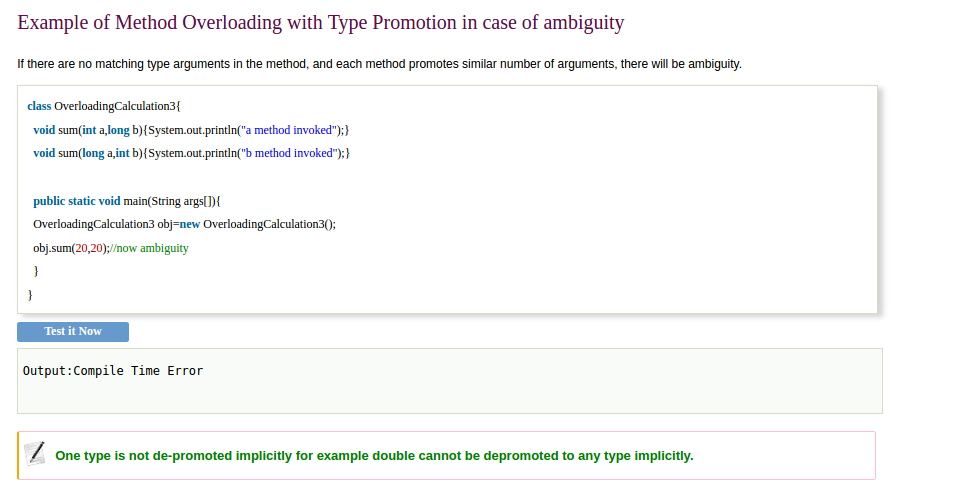 Example of Method Overloading with Type Promotion in case of ambiguity
If there are no matching type arguments in the method, and each method promotes similar number of arguments, there will be ambiguity.
class OverloadingCalculation3{
void sum(int a,long b){System.out.println("a method invoked");}
void sum(long a,int b){System.out.println("b method invoked");}
public static void main(String args[]){
OverloadingCalculation3 obj=new OverloadingCalculation3();
obj.sum(20,20);//now ambiguity
}
}
Test it Now
Output:Compile Time Error
One type is not de-promoted implicitly for example double cannot be depromoted to any type implicitly.